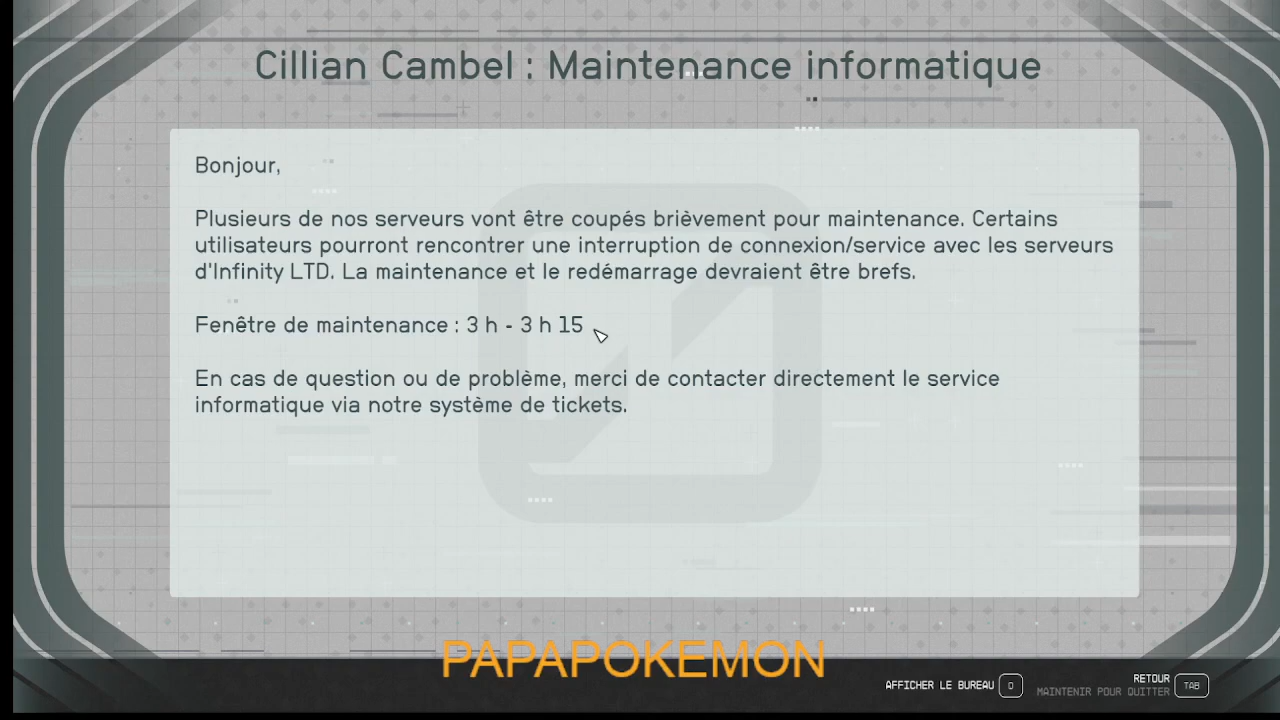 Cillian Cambel : Maintenance informatique
Bonjour,
Plusieurs de nos serveurs vont être coupés brièvement pour maintenance. Certains
utilisateurs pourront rencontrer une interruption de connexion/service avec les serveurs
d'Infinity LTD. La maintenance et le redémarrage devraient être brefs.
Fenêtre de maintenance : 3 h - 3 h 15
En cas de question ou de problème, merci de contacter directement le service
informatique via notre système de tickets.
PAPAPOKEMON
AFFICHER LE BUREAU D
RETOUR
MAINTENIR POUR QUITTER TAB